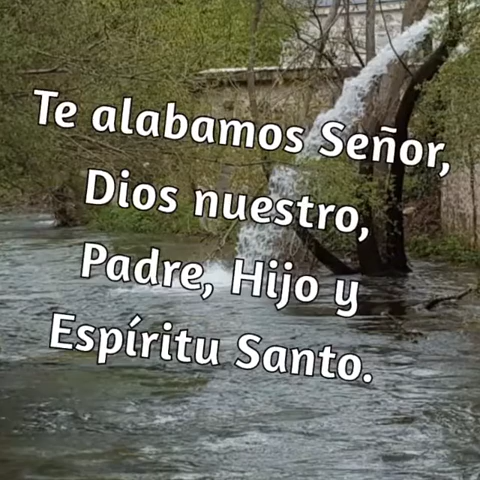 Te alabamos Señor,
Dios nuestro,
Padre, Hijo y
Espíritu Santo.